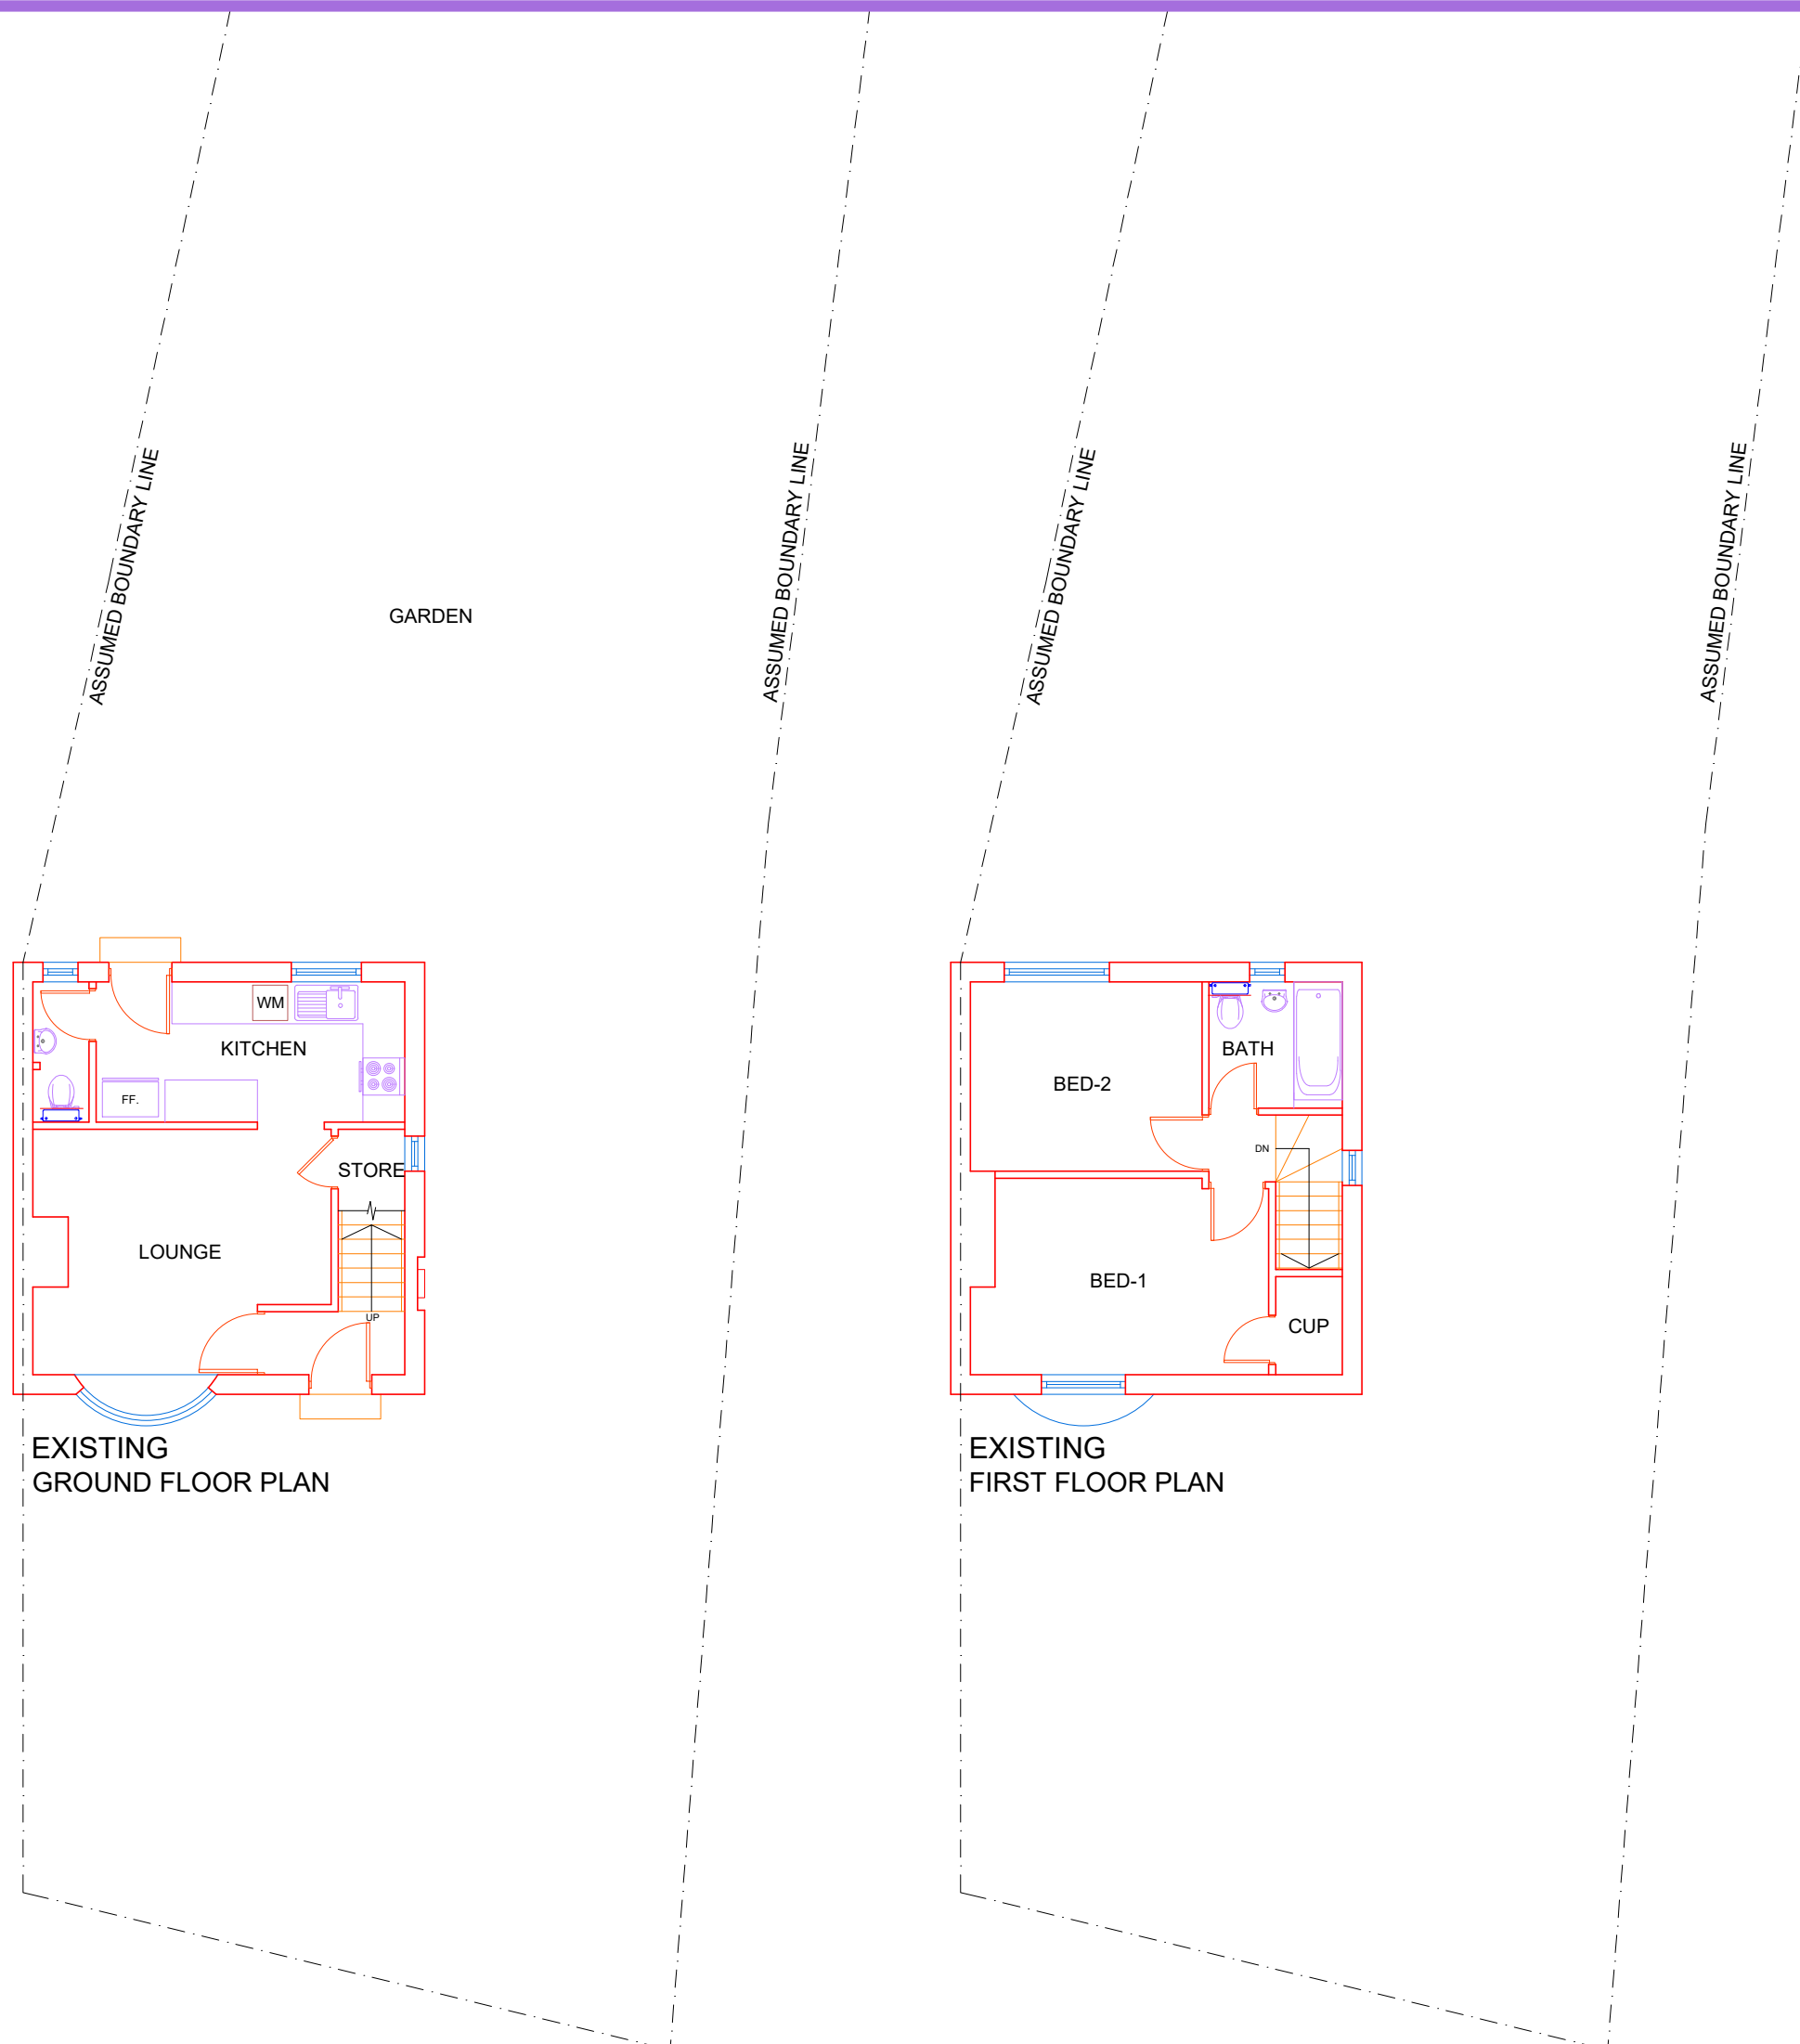 ASSUMED BOUNDARY LINE
GARDEN
ASSUMED BOUNDARY LINE
WM
KITCHEN
FF.
STORE
LOUNGE
UP
EXISTING
GROUND FLOOR PLAN
ASSUMED BOUNDARY LINE
ASSUMED BOUNDARY LINE
BATH
BED-2
DN
BED-1
CUP
EXISTING
FIRST FLOOR PLAN